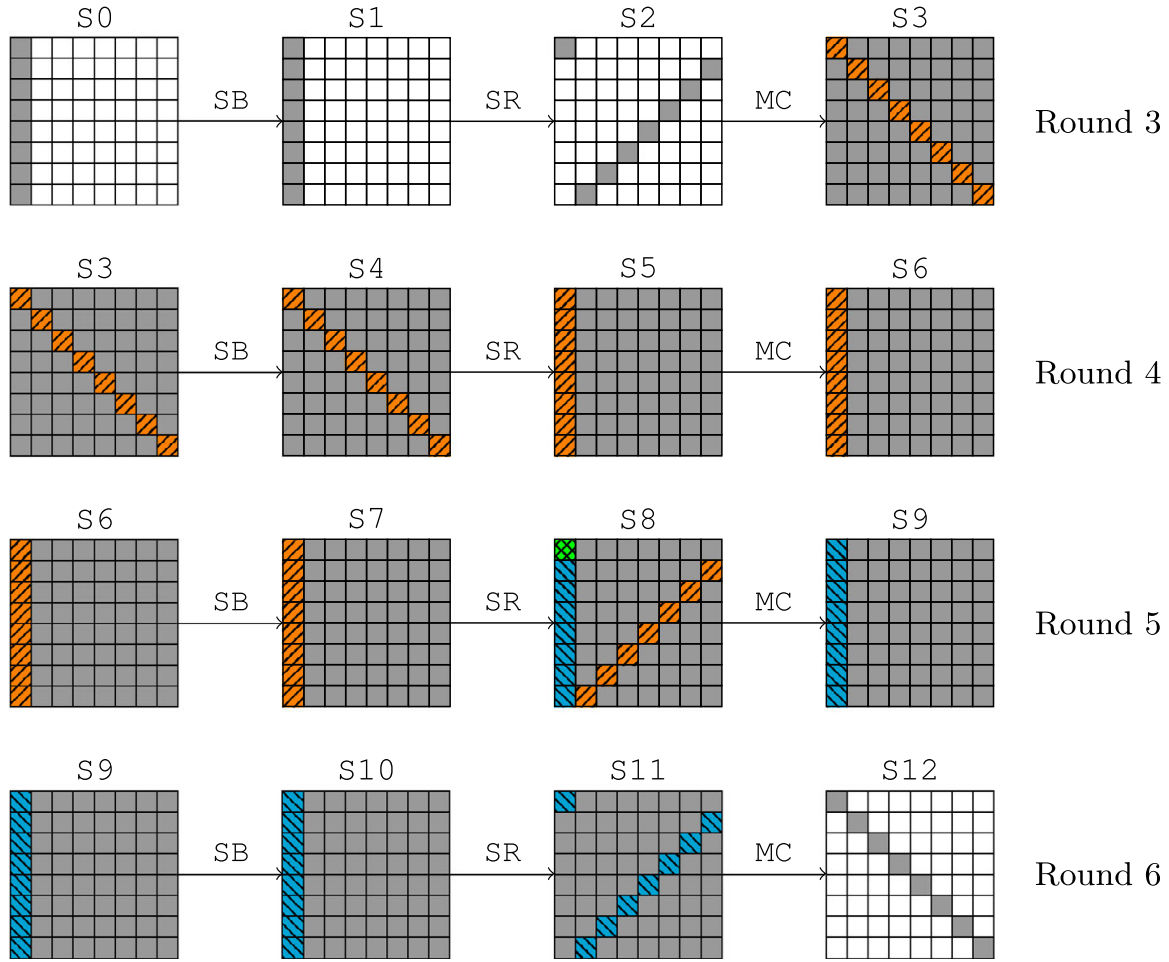 S0 S1 S2 S3
SB SR MC Round 3
S3 S4 S5 S6
SB SR MC Round 4
S6 S7 S8 S9
SB SR MC Round 5
S9 S10 S11 S12
SB SR MC Round 6